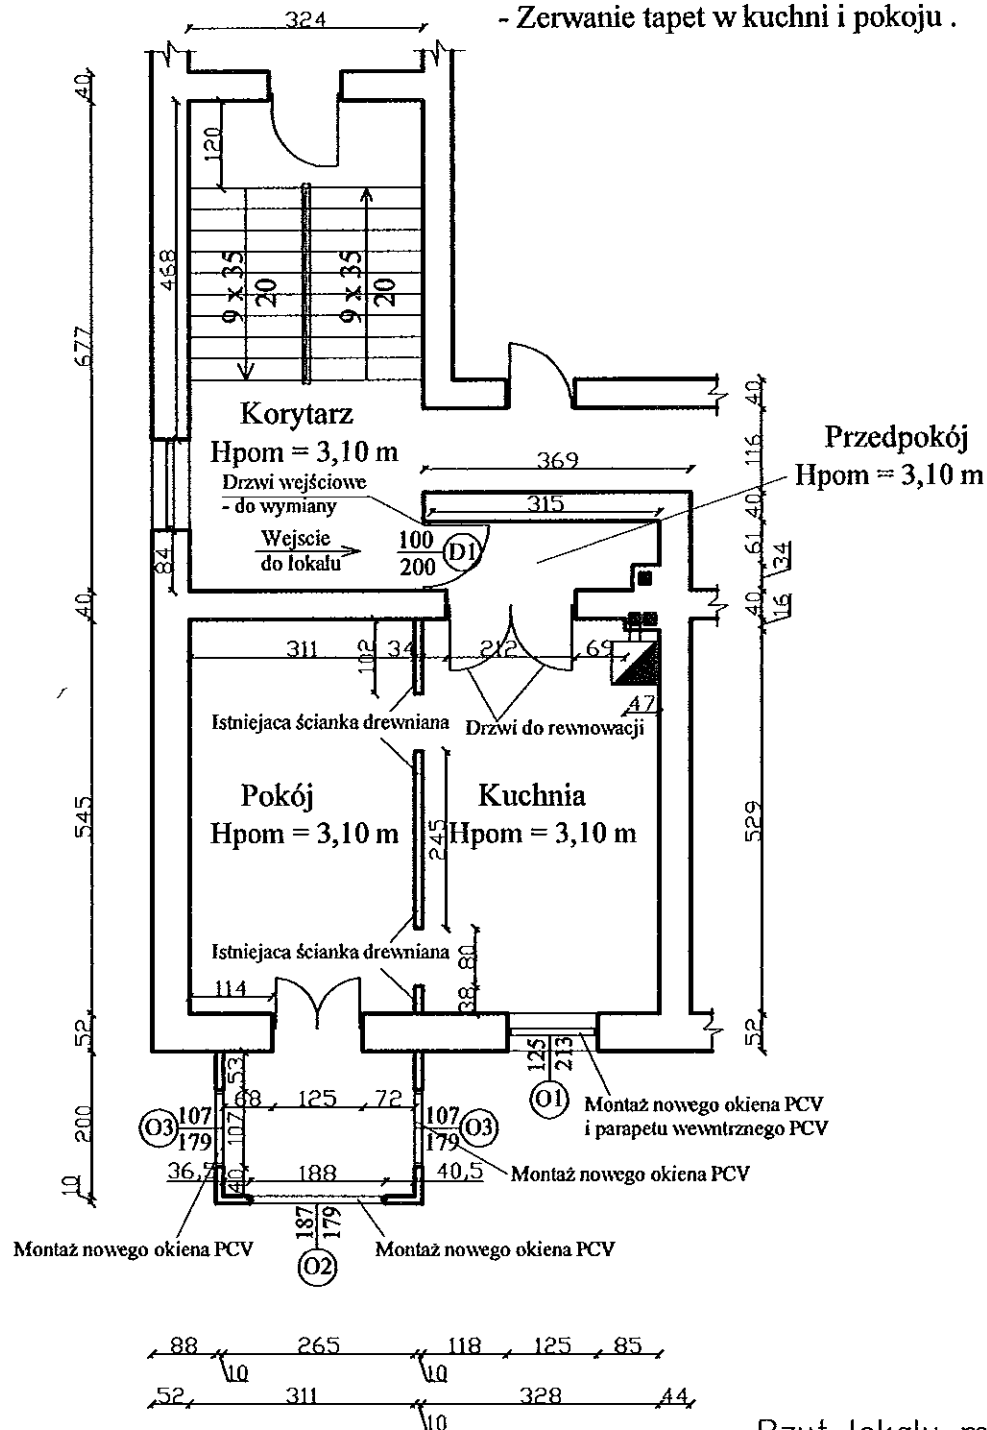 324
- Zerwanie tapet w kuchni i pokoju .
40
120
468
9 x 35
20
9 x 35
20
677
Korytarz
Hpom = 3,10 m
Drzwi wejściowe
- do wymiany
369
315
Przedpokój
Hpom = 3,10 m
40
116
40
61
34
40
16
Wejscie
do lokalu
100
200
D1
84
40
311
102
34
212
69
47
Istniejaca ścianka drewniana
Drzwi do rewnowacji
Pokój
Hpom = 3,10 m
Kuchnia
Hpom = 3,10 m
245
545
529
Istniejaca ścianka drewniana
80
38
114
52
52
125
213
O1
Montaż nowego okiena PCV
i parapetu wewntrznego PCV
53
68
125
72
200
O3
107
179
107
107
179
O3
Montaż nowego okiena PCV
36,7
40
188
40,5
10
187
179
O2
Montaż nowego okiena PCV
Montaż nowego okiena PCV
88
265
118
125
85
10
10
52
311
328
44
10